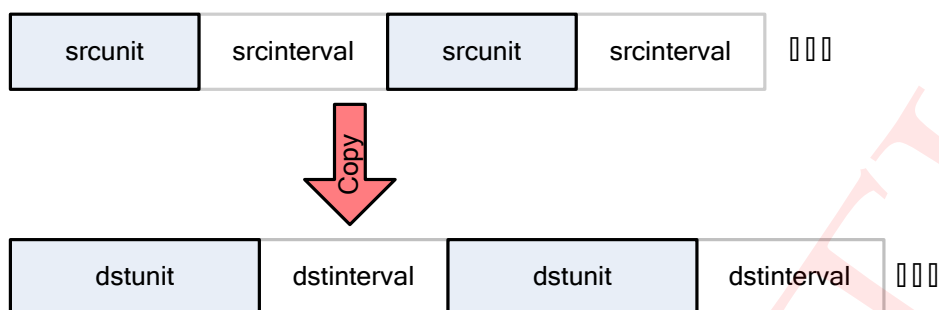 srcunit srcinterval srcunit srcinterval
Copy
dstunit dstinterval dstunit dstinterval